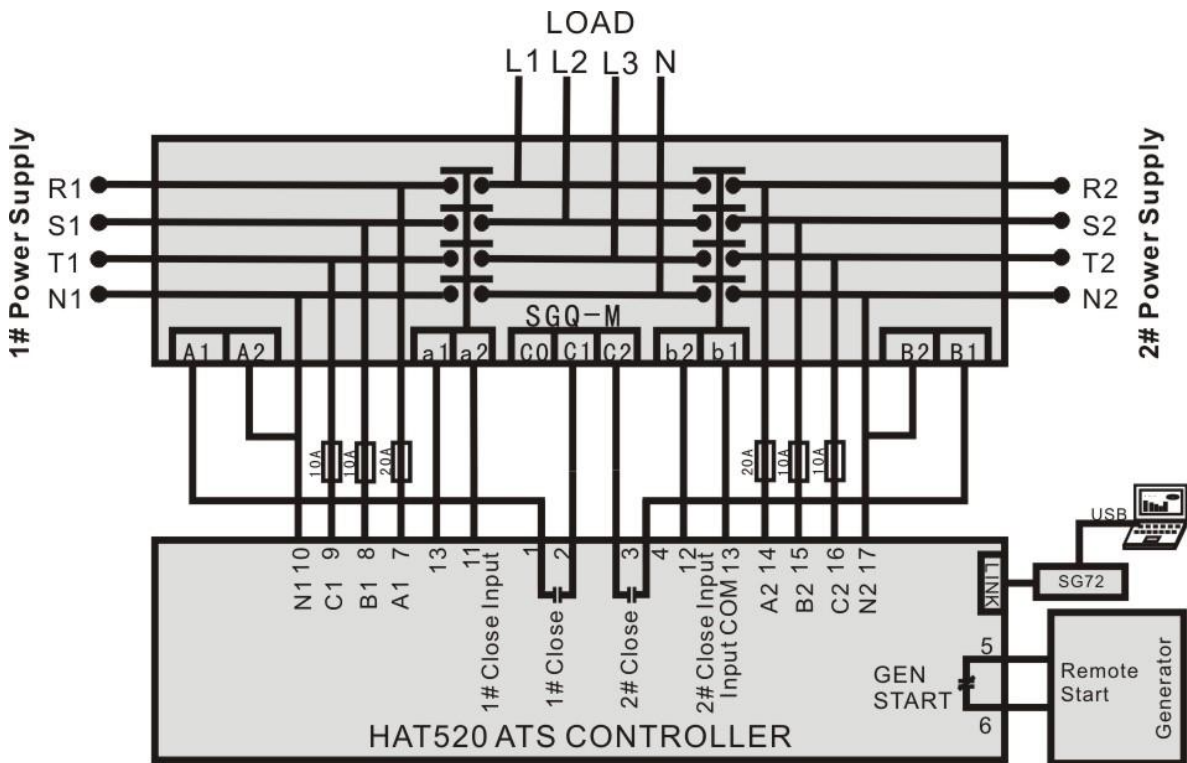 LOAD
L1 L2 L3 N
1# Power Supply
R1
S1
T1
N1
2# Power Supply
R2
S2
T2
N2
SGQ-M
A1 A2 a1 a2 C0 C1 C2 b2 b1 B2 B1
10A 10A 20A 20A 10A 10A
USB
N1 10
C1 9
B1 8
A1 7
13
11
1# Close Input
1
2
1# Close
3
2# Close
4
12
2# Close Input
Input COM 13
A2 14
B2 15
C2 16
N2 17
LINK
SG72
5
GEN
START
6
Remote
Start
Generator
HAT520 ATS CONTROLLER